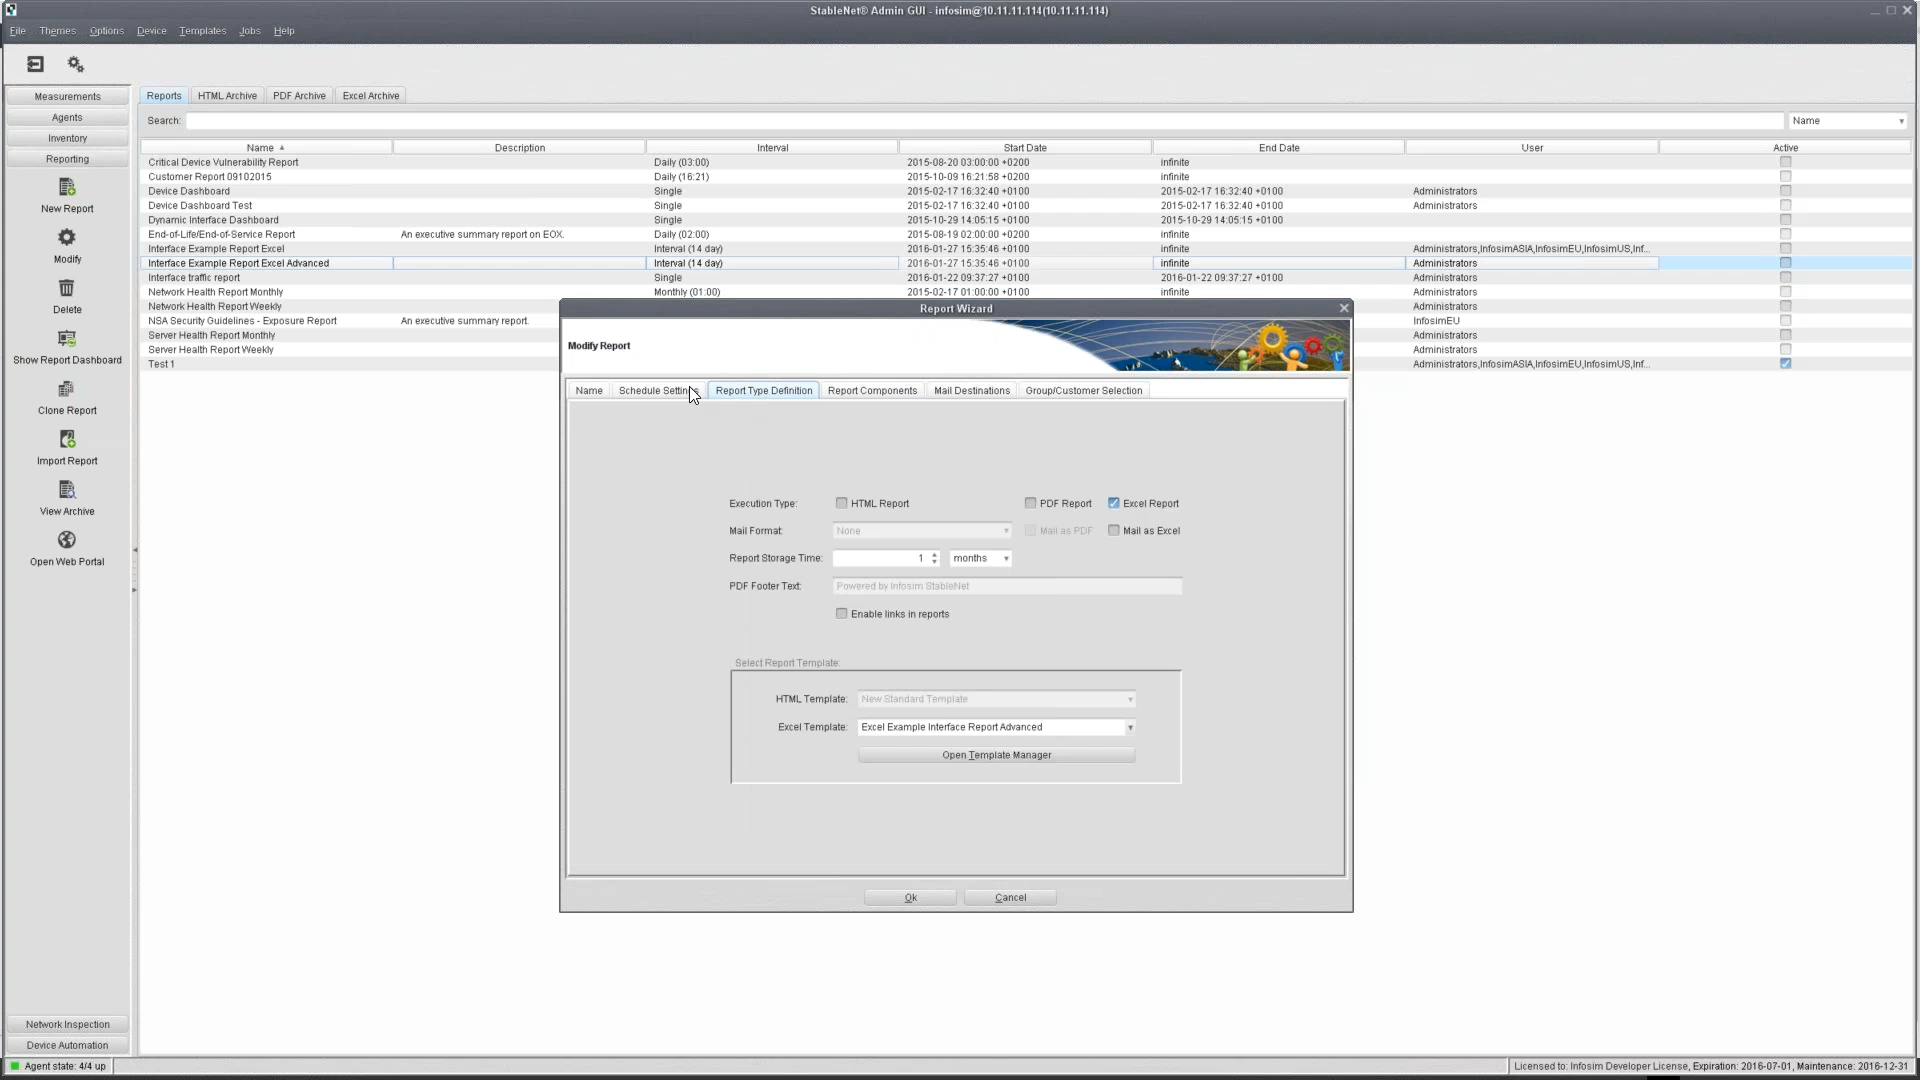 StableNet® Admin GUI - infosim@10.11.11.114(10.11.11.114)
File Themes Options Device Templates Jobs Help
Measurements
Agents
Inventory
Reporting
New Report
Modify
Delete
Show Report Dashboard
Clone Report
Import Report
View Archive
Open Web Portal
Network Inspection
Device Automation
Reports HTML Archive PDF Archive Excel Archive
Search: Name
Name Description Interval Start Date End Date User Active
Critical Device Vulnerability Report Daily (03:00) 2015-08-20 03:00:00 +0200 infinite
Customer Report 09102015 Daily (16:21) 2015-10-09 16:21:58 +0200 infinite
Device Dashboard Single 2015-02-17 16:32:40 +0100 2015-02-17 16:32:40 +0100 Administrators
Device Dashboard Test Single 2015-02-17 16:32:40 +0100 2015-02-17 16:32:40 +0100 Administrators
Dynamic Interface Dashboard Single 2015-10-29 14:05:15 +0100 2015-10-29 14:05:15 +0100
End-of-Life/End-of-Service Report An executive summary report on EOX. Daily (02:00) 2015-08-19 02:00:00 +0200 infinite
Interface Example Report Excel Interval (14 day) 2016-01-27 15:35:46 +0100 infinite Administrators,InfosimASIA,InfosimEU,InfosimUS,Inf...
Interface Example Report Excel Advanced Interval (14 day) 2016-01-27 15:35:46 +0100 infinite Administrators
Interface traffic report Single 2016-01-22 09:37:27 +0100 2016-01-22 09:37:27 +0100 Administrators
Network Health Report Monthly Monthly (01:00) 2015-02-17 01:00:00 +0100 infinite Administrators
Network Health Report Weekly Administrators
NSA Security Guidelines - Exposure Report An executive summary report. InfosimEU
Server Health Report Monthly Administrators
Server Health Report Weekly Administrators
Test 1 Administrators,InfosimASIA,InfosimEU,InfosimUS,Inf...
Report Wizard
Modify Report
Name Schedule Settings Report Type Definition Report Components Mail Destinations Group/Customer Selection
Execution Type: HTML Report PDF Report Excel Report
Mail Format: None Mail as PDF Mail as Excel
Report Storage Time: 1 months
PDF Footer Text: Powered by Infosim StableNet
Enable links in reports
Select Report Template:
HTML Template: New Standard Template
Excel Template: Excel Example Interface Report Advanced
Open Template Manager
Ok Cancel
Agent state: 4/4 up Licensed to: Infosim Developer License, Expiration: 2016-07-01, Maintenance: 2016-12-31